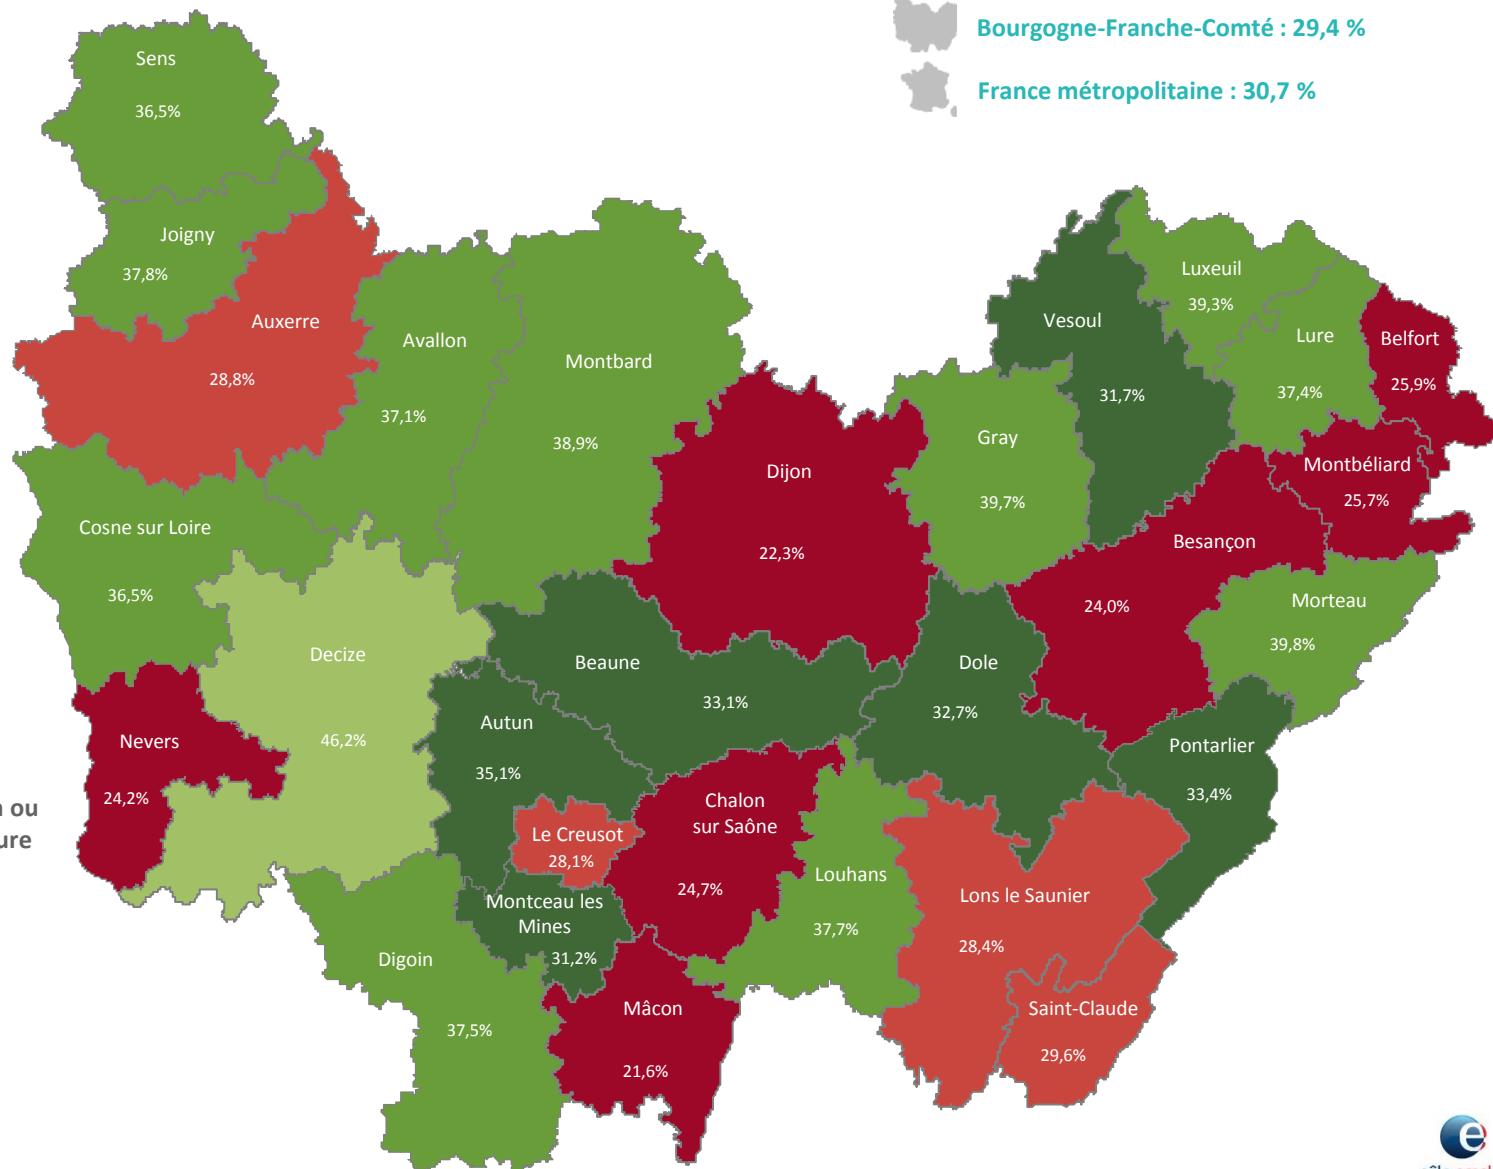 Bourgogne-Franche-Comté : 29,4 %
France métropolitaine : 30,7 %
Sens
36,5%
Joigny
37,8%
Auxerre
28,8%
Avallon
37,1%
Montbard
38,9%
Vesoul
31,7%
Luxeuil
39,3%
Lure
37,4%
Belfort
25,9%
Montbéliard
25,7%
Gray
39,7%
Dijon
22,3%
Besançon
24,0%
Morteau
39,8%
Cosne sur Loire
36,5%
Decize
46,2%
Beaune
33,1%
Dole
32,7%
Nevers
24,2%
Autun
35,1%
Pontarlier
33,4%
ou
ure
Le Creusot
28,1%
Chalon
sur Saône
24,7%
Louhans
37,7%
Lons le Saunier
28,4%
Montceau les
Mines
31,2%
Digoin
37,5%
Mâcon
21,6%
Saint-Claude
29,6%